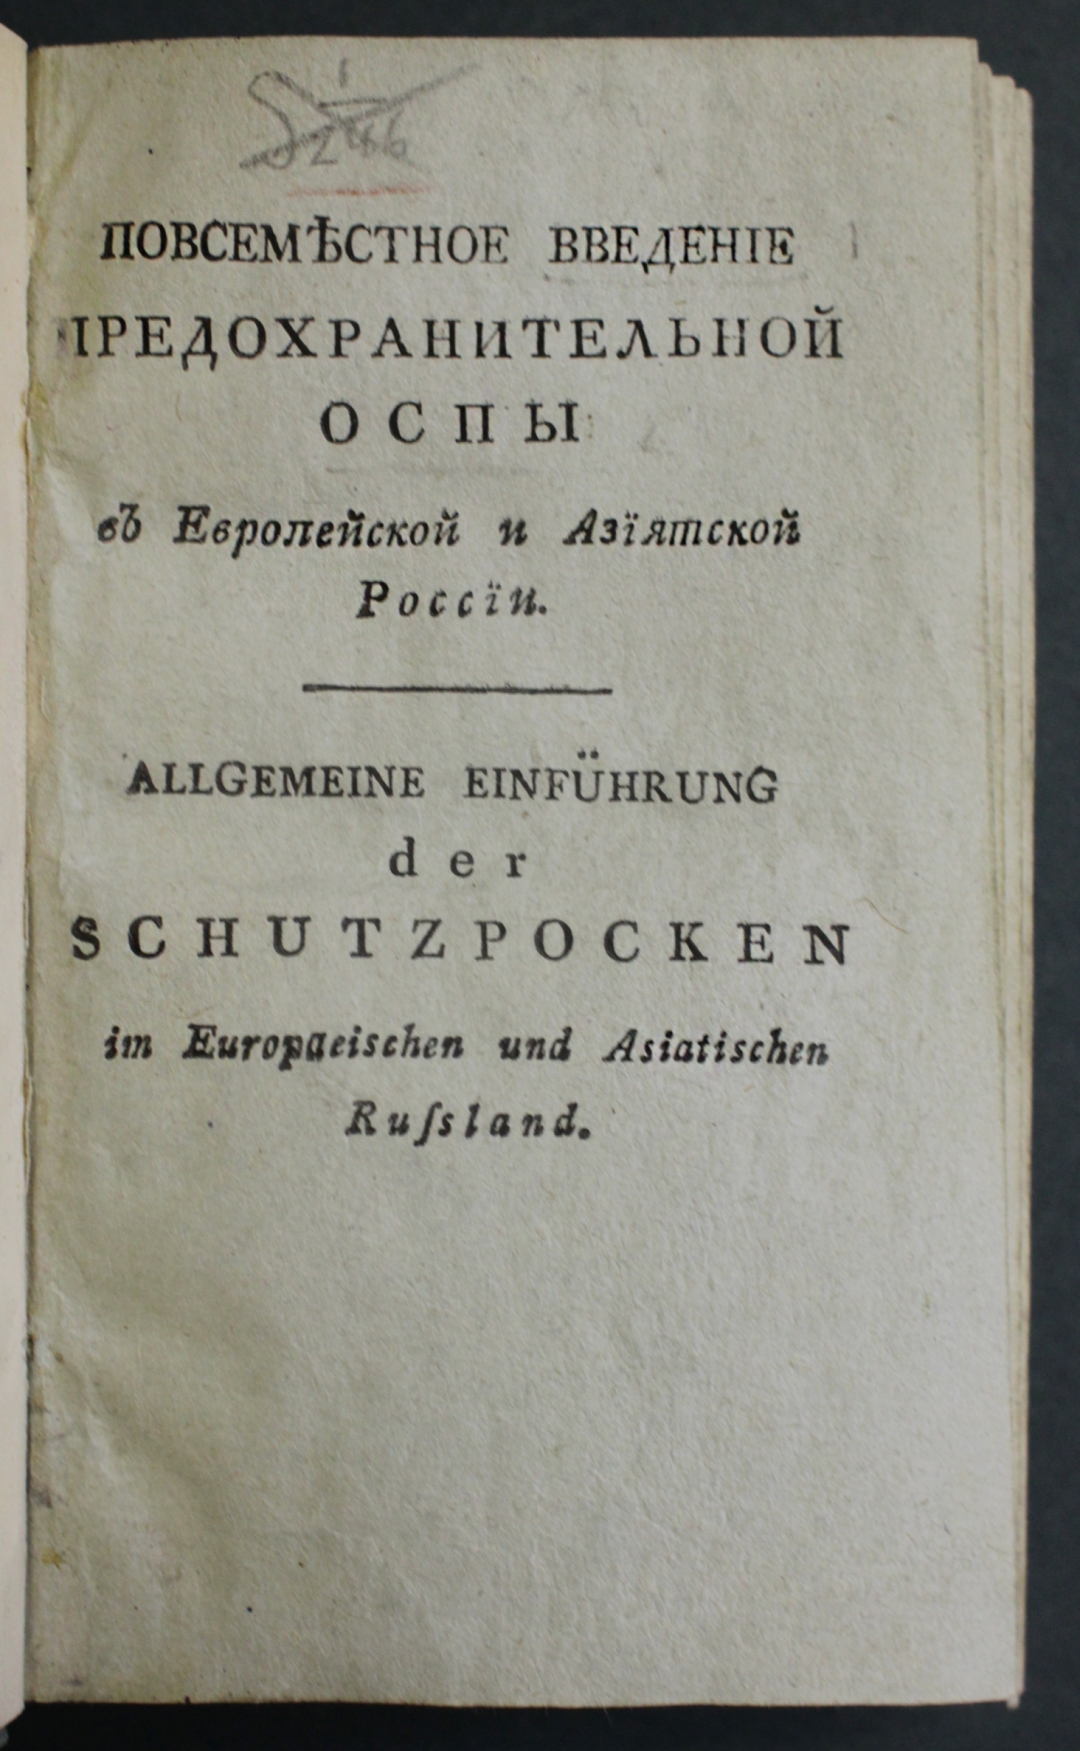 ПОВСЕМѢСТНОЕ ВВЕДЕНІЕ
ПРЕДОХРАНИТЕЛЬНОЙ
ОСПЫ
въ Европейской и Азїятской
Россїи.
ALLGEMEINE EINFÜHRUNG
der
SCHUTZPOCKEN
im Europaeischen und Asiatischen
Ruſsland.